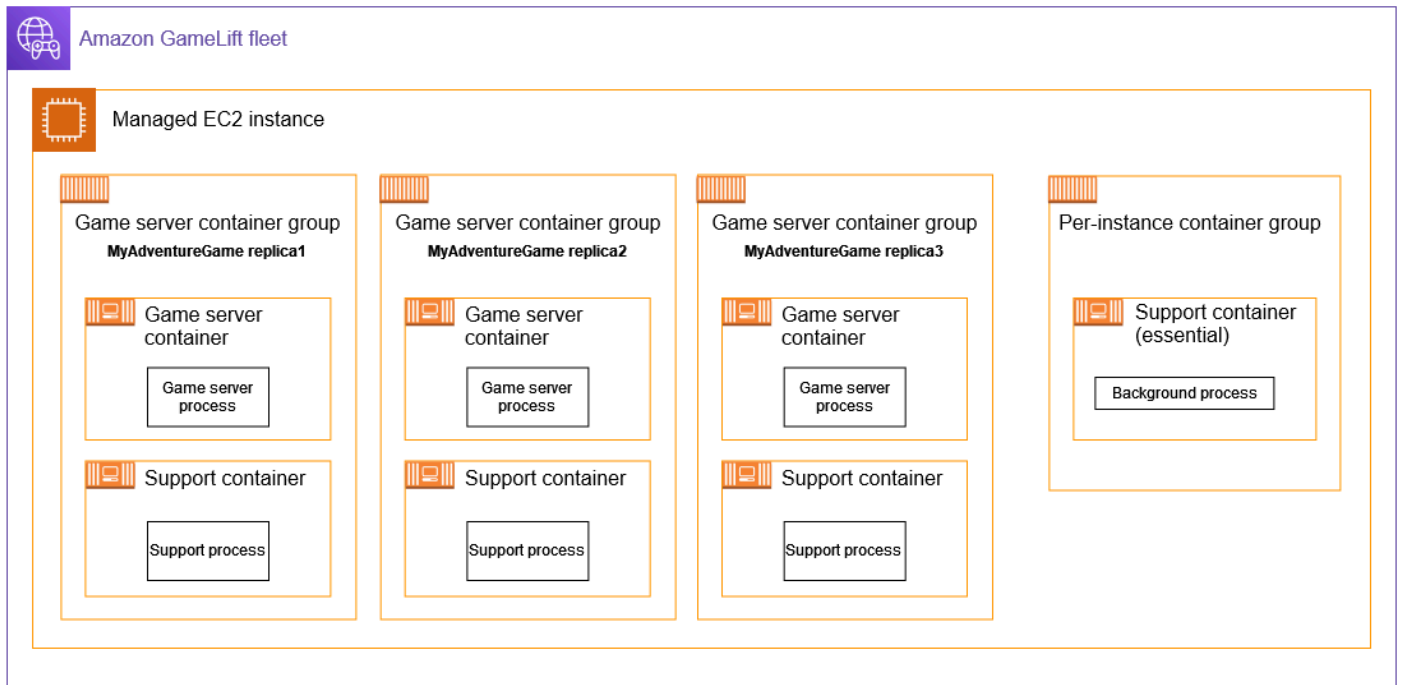 Amazon GameLift fleet
Managed EC2 instance
Game server container group
MyAdventureGame replica1
Game server
container
Game server
process
Support container
Support process
Game server container group
MyAdventureGame replica2
Game server
container
Game server
process
Support container
Support process
Game server container group
MyAdventureGame replica3
Game server
container
Game server
process
Support container
Support process
Per-instance container group
Support container
(essential)
Background process